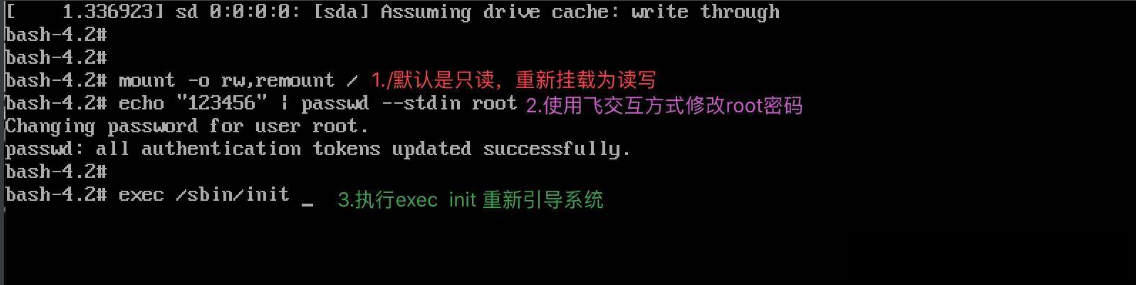 [    1.336923] sd 0:0:0:0: [sda] Assuming drive cache: write through
bash-4.2#
bash-4.2#
bash-4.2# mount -o rw,remount / 1./默认是只读，重新挂载为读写
bash-4.2# echo "123456" | passwd --stdin root 2.使用飞交互方式修改root密码
Changing password for user root.
passwd: all authentication tokens updated successfully.
bash-4.2#
bash-4.2# exec /sbin/init _ 3.执行exec init 重新引导系统